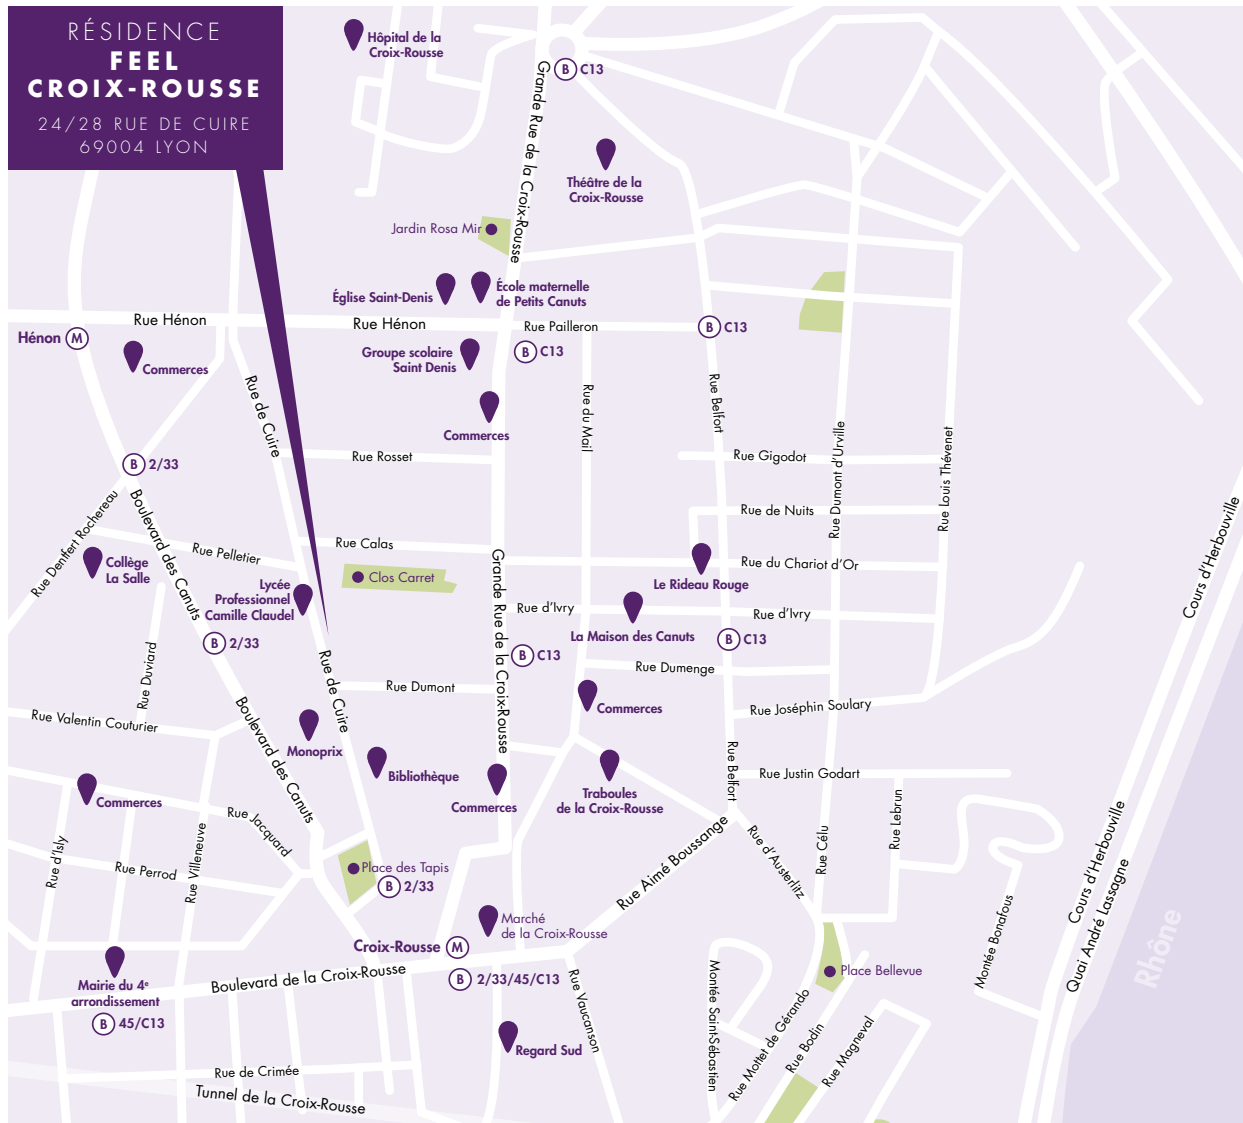 RÉSIDENCE
FEEL
CROIX-ROUSSE
24/28 RUE DE CUIRE
69004 LYON
Hôpital de la
Croix-Rousse
B C13
Grande Rue de la Croix-Rousse
Théâtre de la
Croix-Rousse
Jardin Rosa Mir
Église Saint-Denis
École maternelle
de Petits Canuts
Rue Hénon
Rue Hénon
Rue Pailleron
B C13
Hénon M
Commerces
Groupe scolaire
Saint Denis
B C13
Rue de Cuire
Commerces
Rue du Mail
Rue Belfort
Rue Dumont d'Urville
Rue Louis Thévenet
Rue Rosset
Rue Gigodot
B 2/33
Rue Denfert Rochereau
Boulevard des Canuts
Rue de Nuits
Cours d'Herbouville
Rue Pelletier
Rue Calas
Collège
La Salle
Clos Carret
Grande Rue de la Croix-Rousse
Le Rideau Rouge
Rue du Chariot d'Or
Lycée
Professionnel
Camille Claudel
Rue d'Ivry
La Maison des Canuts
Rue d'Ivry
B 2/33
B C13
B C13
Rue Duviard
Rue de Cuire
Rue Dumont
Rue Dumenge
Rue Valentin Couturier
Boulevard des Canuts
Monoprix
Commerces
Rue Joséphin Soulary
Bibliothèque
Commerces
Traboules
de la Croix-Rousse
Rue Belfort
Rue Justin Godart
Commerces
Rue d'Isly
Rue Jacquard
Rue Villeneuve
Rue Perrod
Rue Aimé Boussange
Rue d'Austerlitz
Rue Célu
Rue Lebrun
Cours d'Herbouville
Quai André Lassagne
Rhône
Place des Tapis
B 2/33
Marché
de la Croix-Rousse
Croix-Rousse M
Montée Bonafous
Mairie du 4e
arrondissement
B 45/C13
Boulevard de la Croix-Rousse
B 2/33/45/C13
Rue Vaucanson
Montée Saint-Sébastien
Place Bellevue
Rue Mottet de Gérando
Rue Bodin
Rue Magneval
Regard Sud
Rue de Crimée
Tunnel de la Croix-Rousse